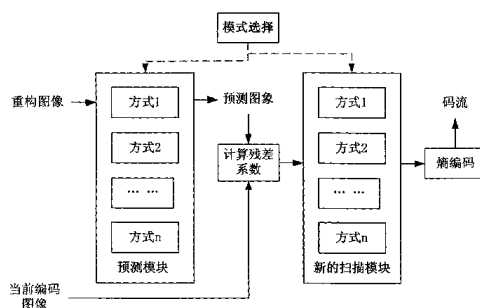 模式选择
重构图像
方式1
方式2
… …
方式n
预测模块
预测图象
计算残差
系数
方式1
方式2
… …
方式n
新的扫描模块
码流
熵编码
当前编码
图像